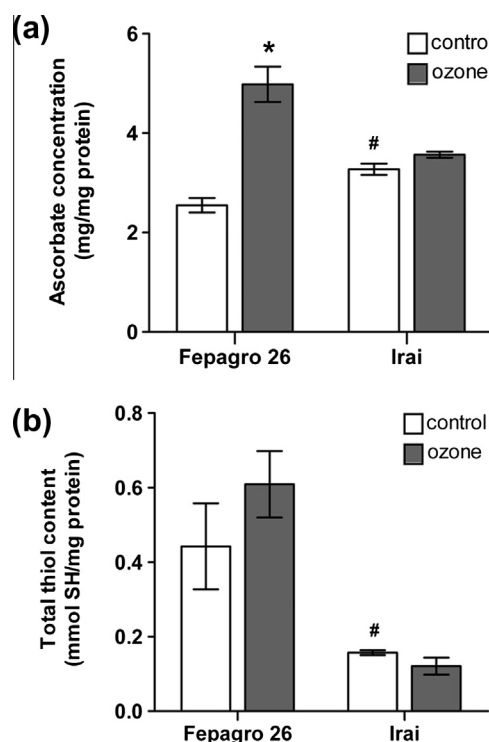 (a)
Ascorbate concentration
(mg/mg protein)
6
4
2
0
*
#
contro
ozone
Fepagro 26
Irai
(b)
Total thiol content
(mmol SH/mg protein)
0.8
0.6
0.4
0.2
0.0
#
control
ozone
Fepagro 26
Irai